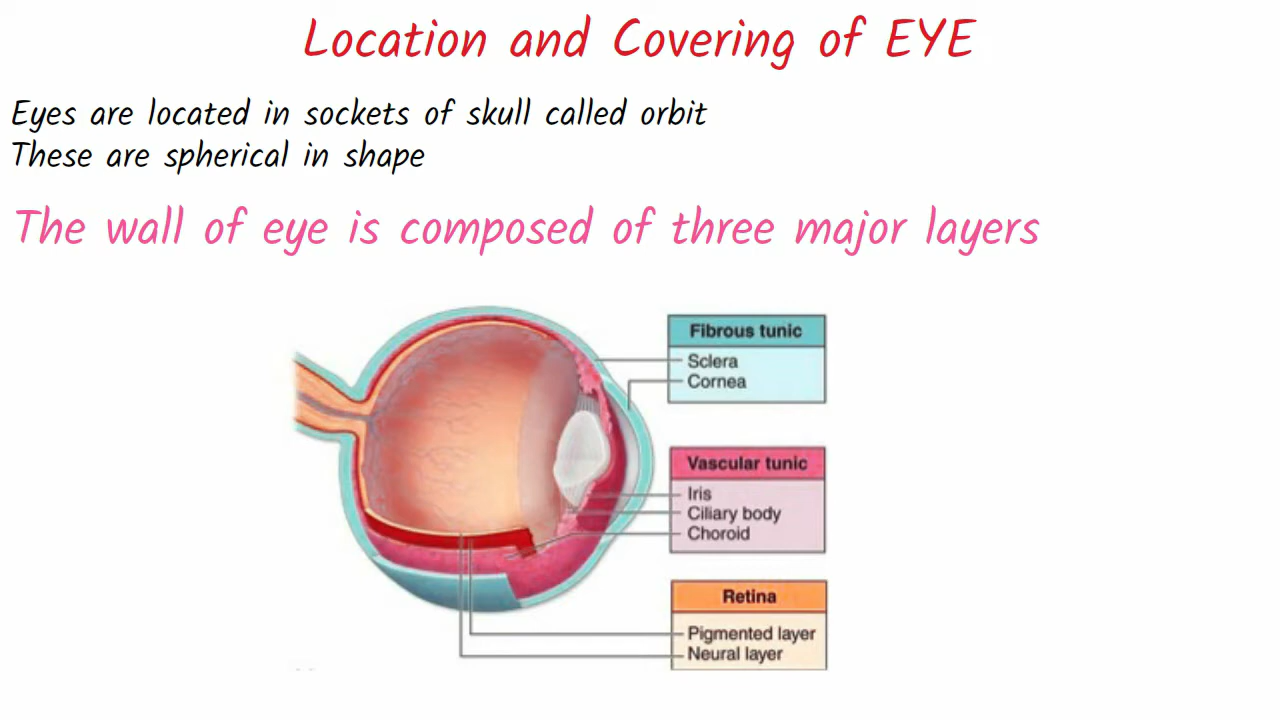 Location and Covering of EYE
Eyes are located in sockets of skull called orbit
These are spherical in shape
The wall of eye is composed of three major layers
Fibrous tunic
Sclera
Cornea
Vascular tunic
Iris
Ciliary body
Choroid
Retina
Pigmented layer
Neural layer